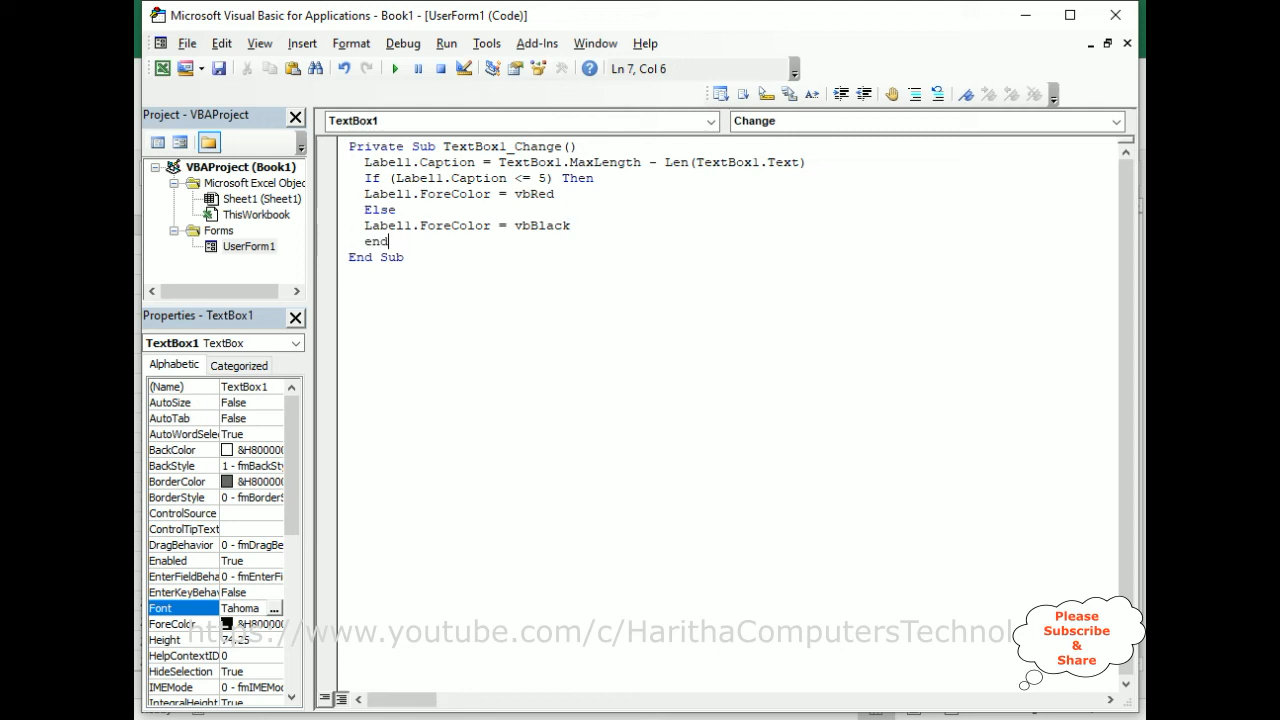 Microsoft Visual Basic for Applications - Book1 - [UserForm1 (Code)]
File Edit View Insert Format Debug Run Tools Add-Ins Window Help
Ln 7, Col 6
Project - VBAProject
VBAProject (Book1)
Microsoft Excel Objec
Sheet1 (Sheet1)
ThisWorkbook
Forms
UserForm1
TextBox1
Change
Private Sub TextBox1_Change()
Label1.Caption = TextBox1.MaxLength - Len(TextBox1.Text)
If (Label1.Caption <= 5) Then
Label1.ForeColor = vbRed
Else
Label1.ForeColor = vbBlack
end
End Sub
Properties - TextBox1
TextBox1 TextBox
Alphabetic Categorized
(Name) TextBox1
AutoSize False
AutoTab False
AutoWordSele True
BackColor &H800000
BackStyle 1 - fmBackSty
BorderColor &H800000
BorderStyle 0 - fmBorderS
ControlSource
ControlTipText
DragBehavior 0 - fmDragBe
Enabled True
EnterFieldBeha 0 - fmEnterFi
EnterKeyBehav False
Font Tahoma ...
ForeColor &H800000
Height 74.25
HelpContextID 0
HideSelection True
IMEMode 0 - fmIMEMod
IntegralHeight True
https://www.youtube.com/c/HarithaComputersTechnol
Please
Subscribe
&
Share